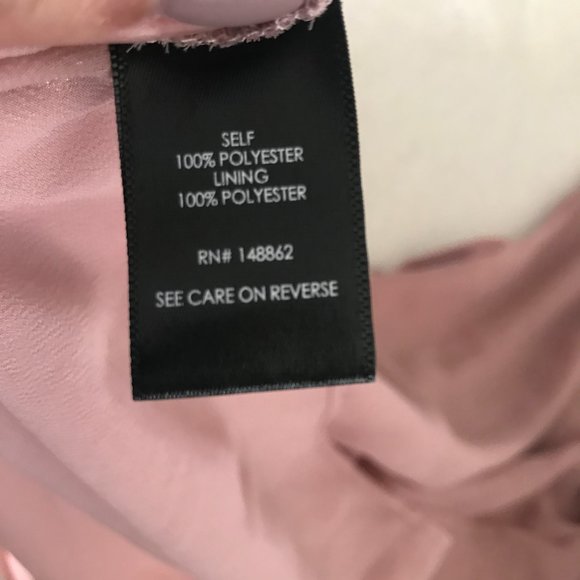 SELF
100% POLYESTER
LINING
100% POLYESTER
RN# 148862
SEE CARE ON REVERSE